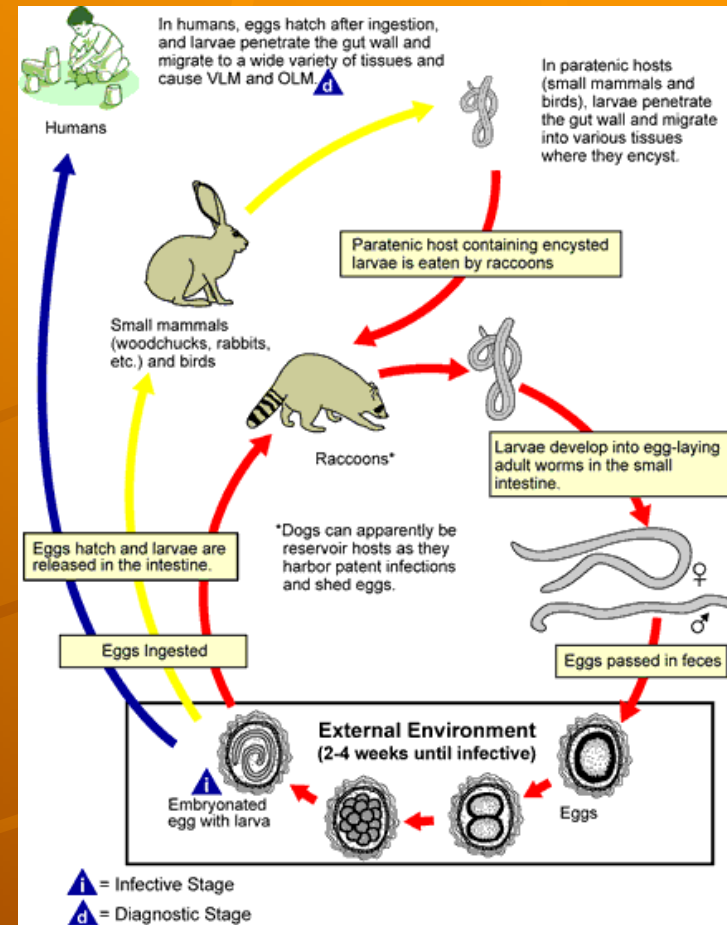 In humans, eggs hatch after ingestion,
and larvae penetrate the gut wall and
migrate to a wide variety of tissues and
cause VLM and OLM.
d
Humans
In paratenic hosts
(small mammals and
birds), larvae penetrate
the gut wall and migrate
into various tissues
where they encyst.
Paratenic host containing encysted
larvae is eaten by raccoons
Small mammals
(woodchucks, rabbits,
etc.) and birds
Raccoons*
Larvae develop into egg-laying
adult worms in the small
intestine.
*Dogs can apparently be
reservoir hosts as they
harbor patent infections
and shed eggs.
Eggs hatch and larvae are
released in the intestine.
♀
♂
Eggs Ingested
Eggs passed in feces
External Environment
(2-4 weeks until infective)
i
Embryonated
egg with larva
Eggs
i = Infective Stage
d = Diagnostic Stage